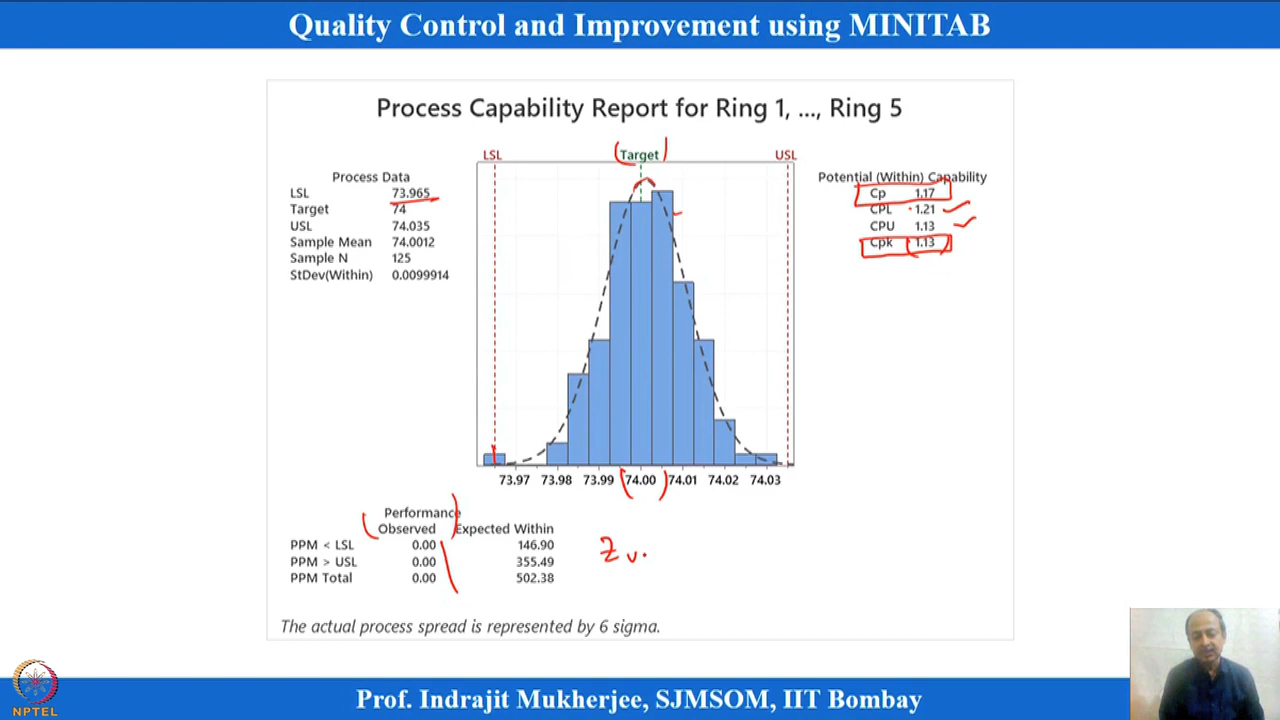 Quality Control and Improvement using MINITAB
Process Capability Report for Ring 1, ..., Ring 5
LSL
Target
USL
Process Data
LSL 73.965
Target 74
USL 74.035
Sample Mean 74.0012
Sample N 125
StDev(Within) 0.0099914
Potential (Within) Capability
Cp 1.17
CPL 1.21
CPU 1.13
Cpk 1.13
73.97 73.98 73.99 74.00 74.01 74.02 74.03
Performance
Observed Expected Within
PPM < LSL 0.00 146.90
PPM > USL 0.00 355.49
PPM Total 0.00 502.38
Z v.
The actual process spread is represented by 6 sigma.
NPTEL
Prof. Indrajit Mukherjee, SJMSOM, IIT Bombay